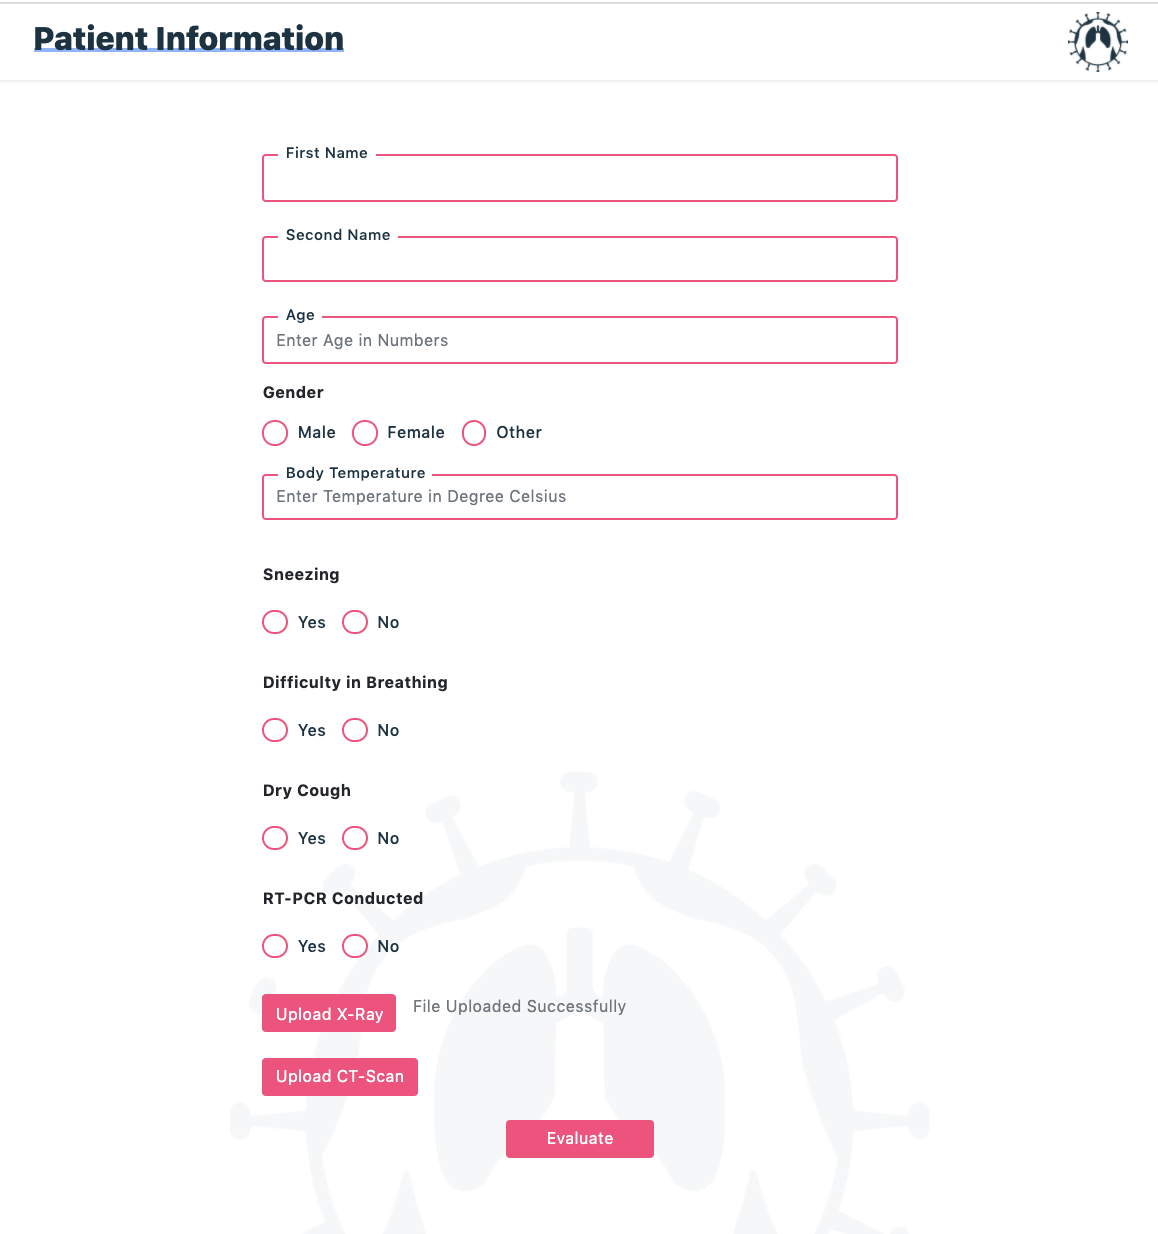 Patient Information
First Name
Second Name
Age
Enter Age in Numbers
Gender
Male Female Other
Body Temperature
Enter Temperature in Degree Celsius
Sneezing
Yes No
Difficulty in Breathing
Yes No
Dry Cough
Yes No
RT-PCR Conducted
Yes No
Upload X-Ray File Uploaded Successfully
Upload CT-Scan
Evaluate